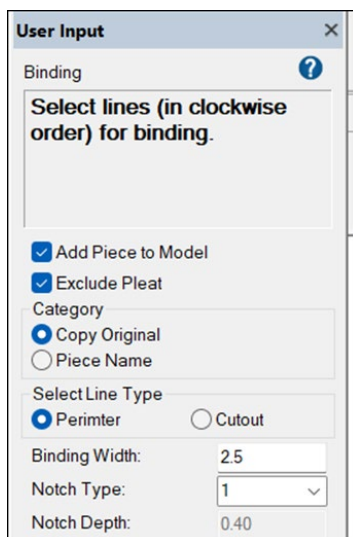 User Input
Binding
Select lines (in clockwise
order) for binding.
Add Piece to Model
Exclude Pleat
Category
Copy Original
Piece Name
Select Line Type
Perimter Cutout
Binding Width: 2.5
Notch Type: 1
Notch Depth: 0.40